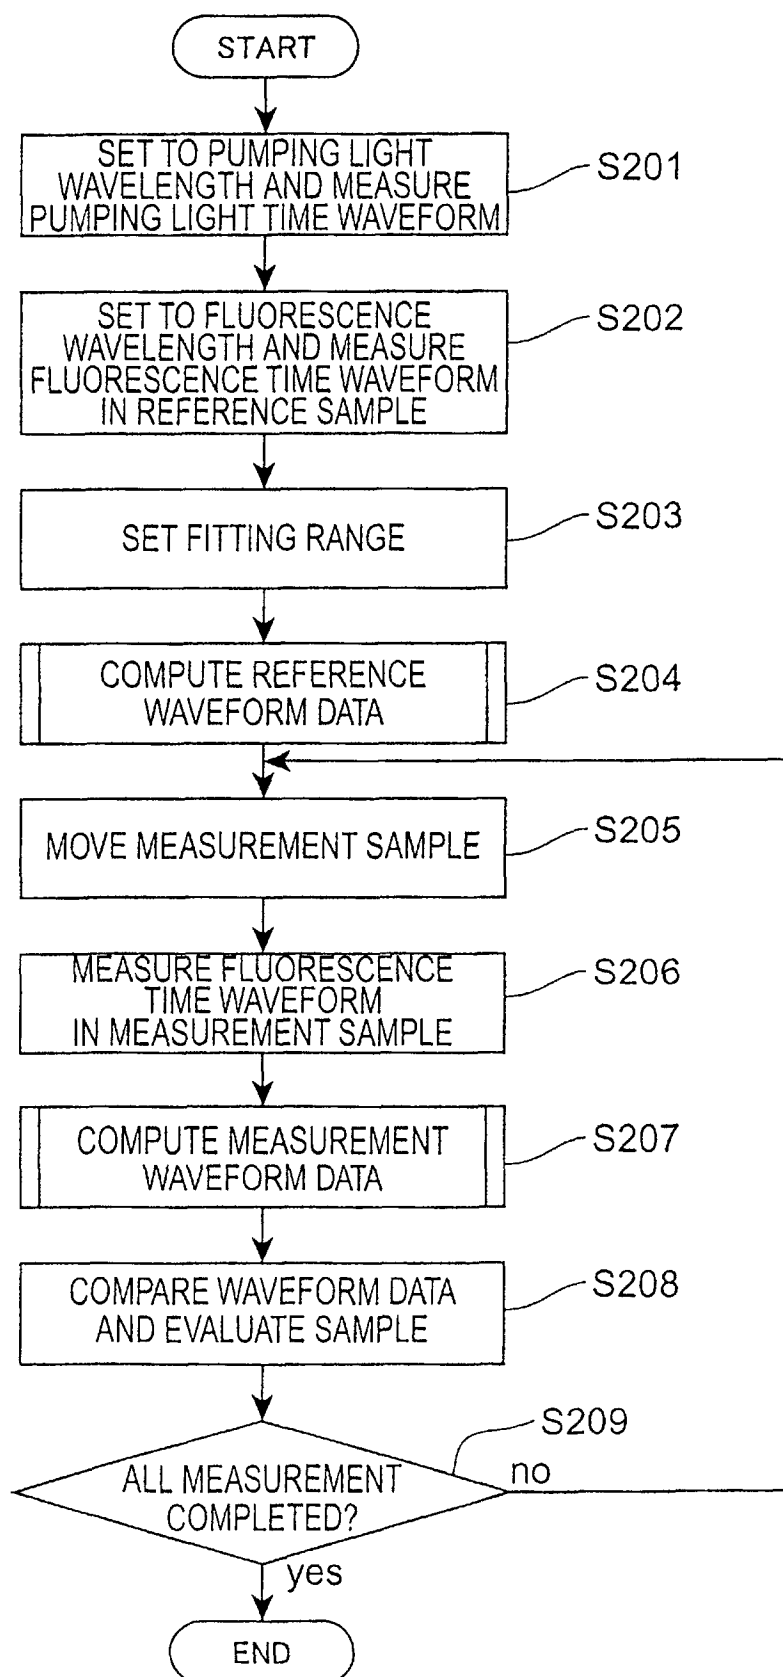 START
SET TO PUMPING LIGHT
WAVELENGTH AND MEASURE
PUMPING LIGHT TIME WAVEFORM
S201
SET TO FLUORESCENCE
WAVELENGTH AND MEASURE
FLUORESCENCE TIME WAVEFORM
IN REFERENCE SAMPLE
S202
SET FITTING RANGE
S203
COMPUTE REFERENCE
WAVEFORM DATA
S204
MOVE MEASUREMENT SAMPLE
S205
MEASURE FLUORESCENCE
TIME WAVEFORM
IN MEASUREMENT SAMPLE
S206
COMPUTE MEASUREMENT
WAVEFORM DATA
S207
COMPARE WAVEFORM DATA
AND EVALUATE SAMPLE
S208
S209
ALL MEASUREMENT
COMPLETED?
no
yes
END